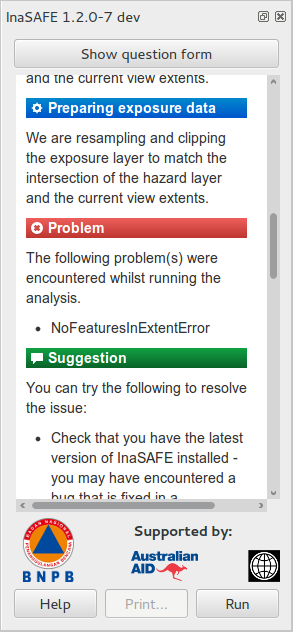 InaSAFE 1.2.0-7 dev
Show question form
and the current view extents.
Preparing exposure data
We are resampling and clipping
the exposure layer to match the
intersection of the hazard layer
and the current view extents.
Problem
The following problem(s) were
encountered whilst running the
analysis.
NoFeaturesInExtentError
Suggestion
You can try the following to resolve
the issue:
Check that you have the latest
version of InaSAFE installed -
you may have encountered a
bug that is fixed in a
BADAN NASIONAL
PENANGGULANGAN BENCANA
BNPB
Supported by:
Australian
AID
Help
Print...
Run